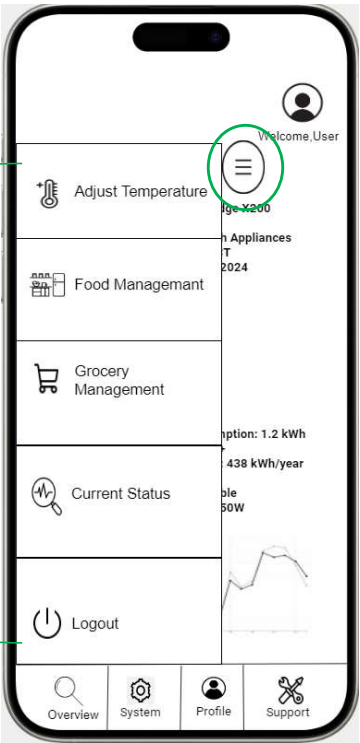 Welcome,User
Adjust Temperature
dge X200
h Appliances
T
2024
Food Managemant
Grocery
Management
nption: 1.2 kWh
: 438 kWh/year
Current Status
ble
50W
Logout
Overview
System
Profile
Support